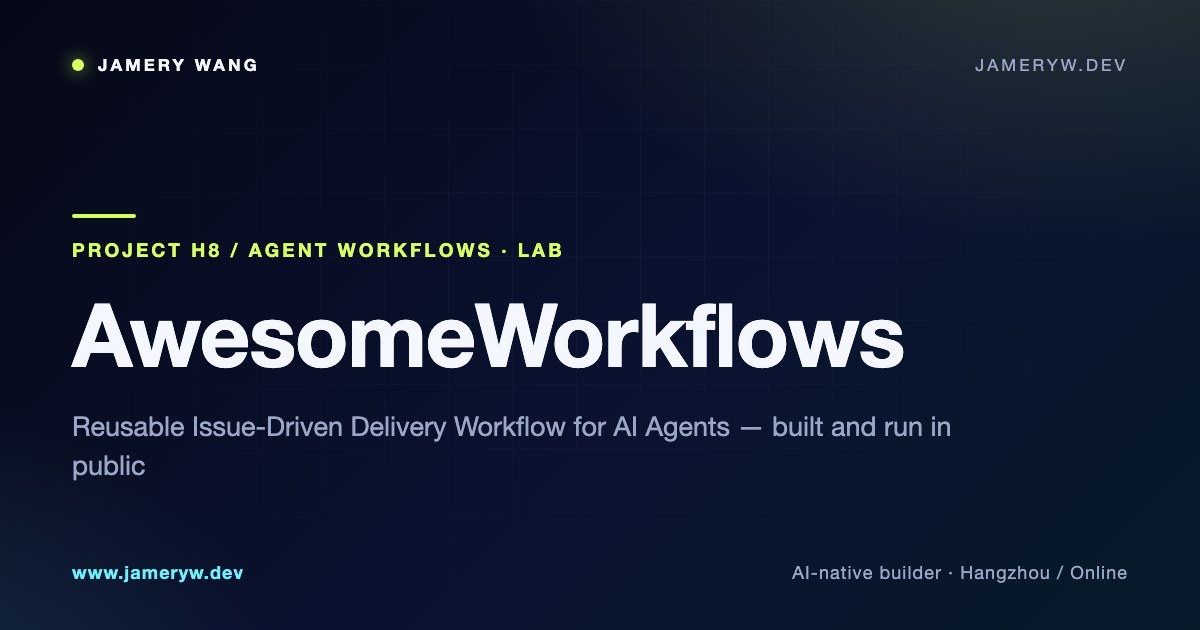 JAMERY WANG
JAMERYW.DEV
PROJECT H8 / AGENT WORKFLOWS · LAB
AwesomeWorkflows
Reusable Issue-Driven Delivery Workflow for AI Agents — built and run in
public
www.jameryw.dev
AI-native builder · Hangzhou / Online